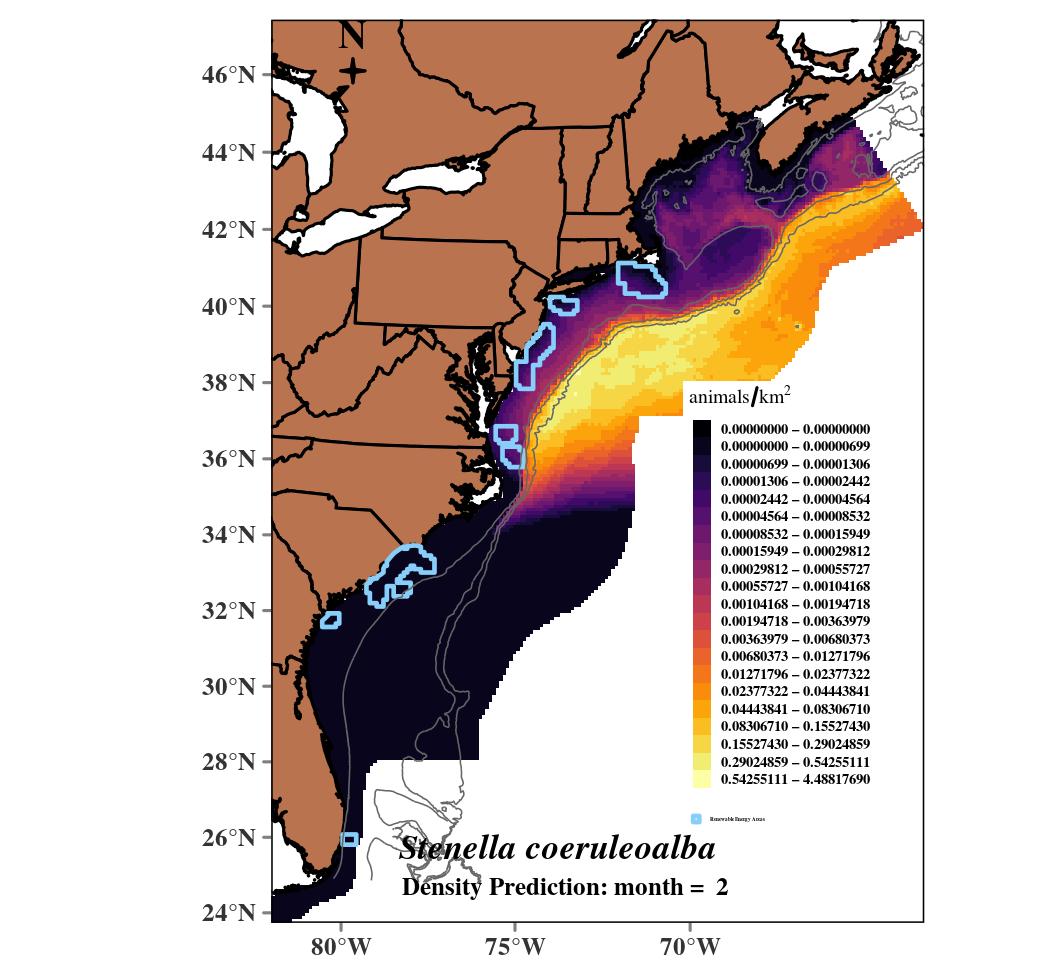 N
46°N
44°N
42°N
40°N
38°N
36°N
34°N
32°N
30°N
28°N
26°N
24°N
animals/km2
0.00000000 – 0.00000000
0.00000000 – 0.00000699
0.00000699 – 0.00001306
0.00001306 – 0.00002442
0.00002442 – 0.00004564
0.00004564 – 0.00008532
0.00008532 – 0.00015949
0.00015949 – 0.00029812
0.00029812 – 0.00055727
0.00055727 – 0.00104168
0.00104168 – 0.00194718
0.00194718 – 0.00363979
0.00363979 – 0.00680373
0.00680373 – 0.01271796
0.01271796 – 0.02377322
0.02377322 – 0.04443841
0.04443841 – 0.08306710
0.08306710 – 0.15527430
0.15527430 – 0.29024859
0.29024859 – 0.54255111
0.54255111 – 4.48817690
Renewable Energy Areas
Stenella coeruleoalba
Density Prediction: month = 2
80°W 75°W 70°W